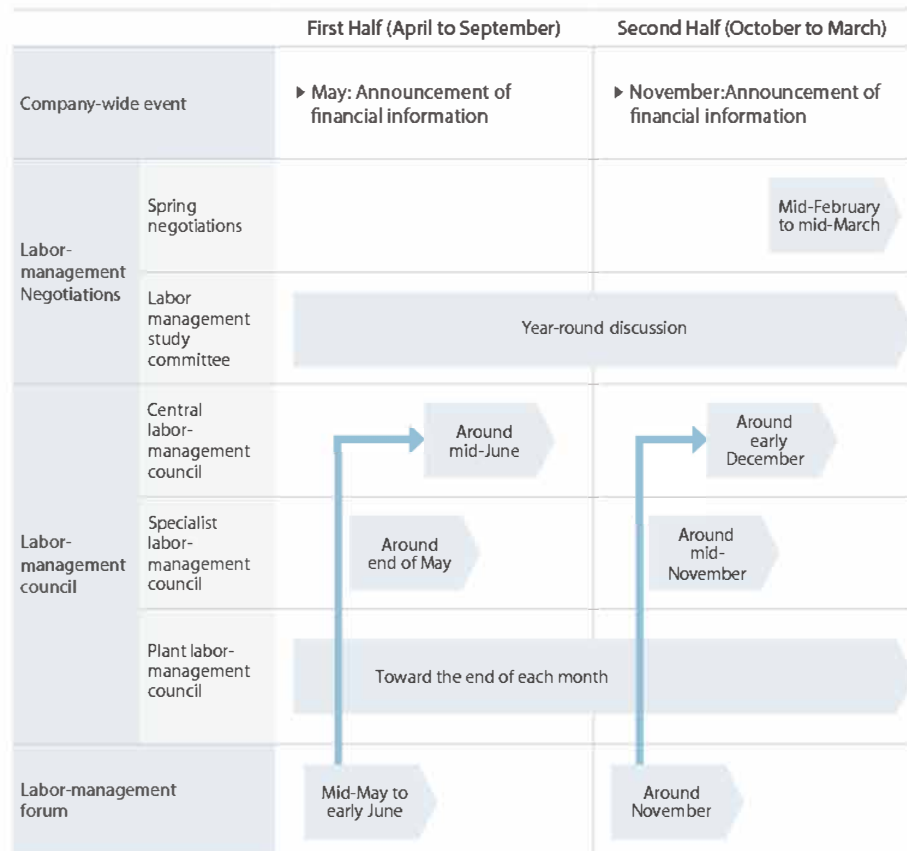 First Half (April to September)
Second Half (October to March)
Company-wide event
▶ May: Announcement of
financial information
▶ November:Announcement of
financial information
Labor-
management
Negotiations
Spring
negotiations
Mid-February
to mid-March
Labor
management
study
committee
Year-round discussion
Labor-
management
council
Central
labor-
management
council
Around
mid-June
Around
early
December
Specialist
labor-
management
council
Around
end of May
Around
mid-
November
Plant labor-
management
council
Toward the end of each month
Labor-management
forum
Mid-May to
early June
Around
November